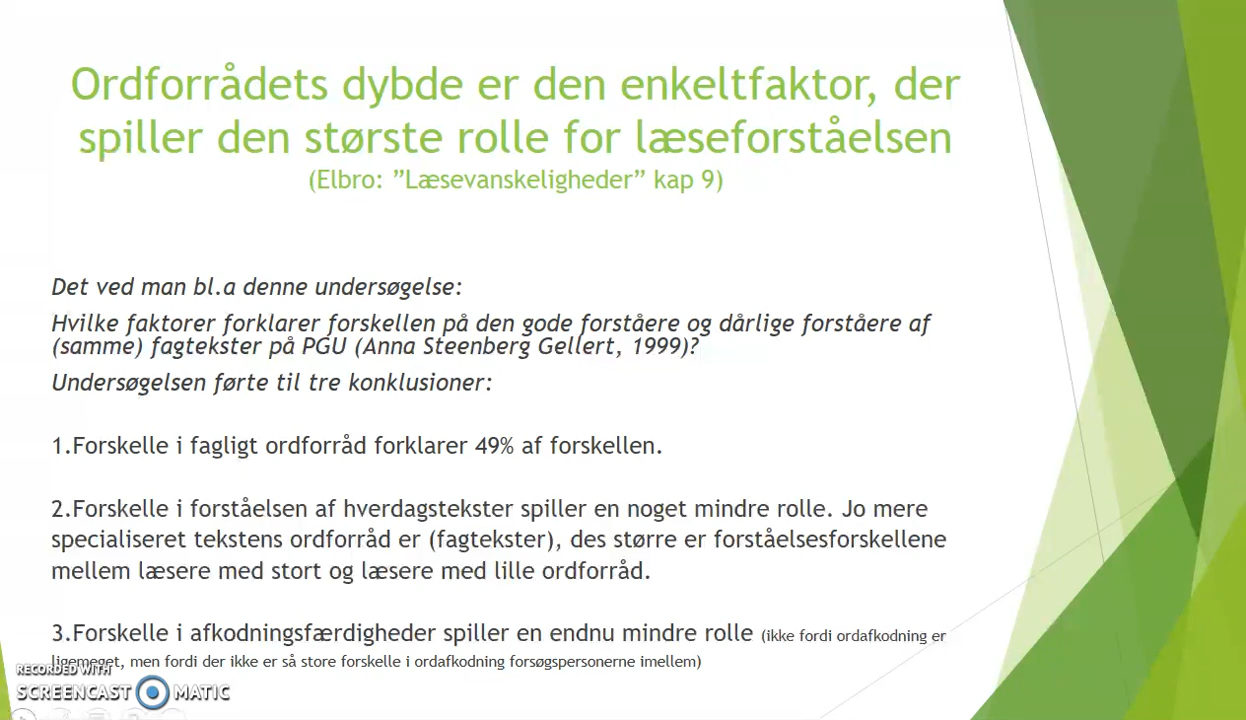 Ordforrådets dybde er den enkeltfaktor, der
spiller den største rolle for læseforståelsen
(Elbro: ”Læsevanskeligheder” kap 9)
Det ved man bl.a denne undersøgelse:
Hvilke faktorer forklarer forskellen på den gode forståere og dårlige forståere af
(samme) fagtekster på PGU (Anna Steenberg Gellert, 1999)?
Undersøgelsen førte til tre konklusioner:
1.Forskelle i fagligt ordforråd forklarer 49% af forskellen.
2.Forskelle i forståelsen af hverdagstekster spiller en noget mindre rolle. Jo mere
specialiseret tekstens ordforråd er (fagtekster), des større er forståelsesforskellene
mellem læsere med stort og læsere med lille ordforråd.
3.Forskelle i afkodningsfærdigheder spiller en endnu mindre rolle (ikke fordi ordafkodning er
ligemeget, men fordi der ikke er så store forskelle i ordafkodning forsøgspersonerne imellem)
RECORDED WITH
SCREENCAST MATIC